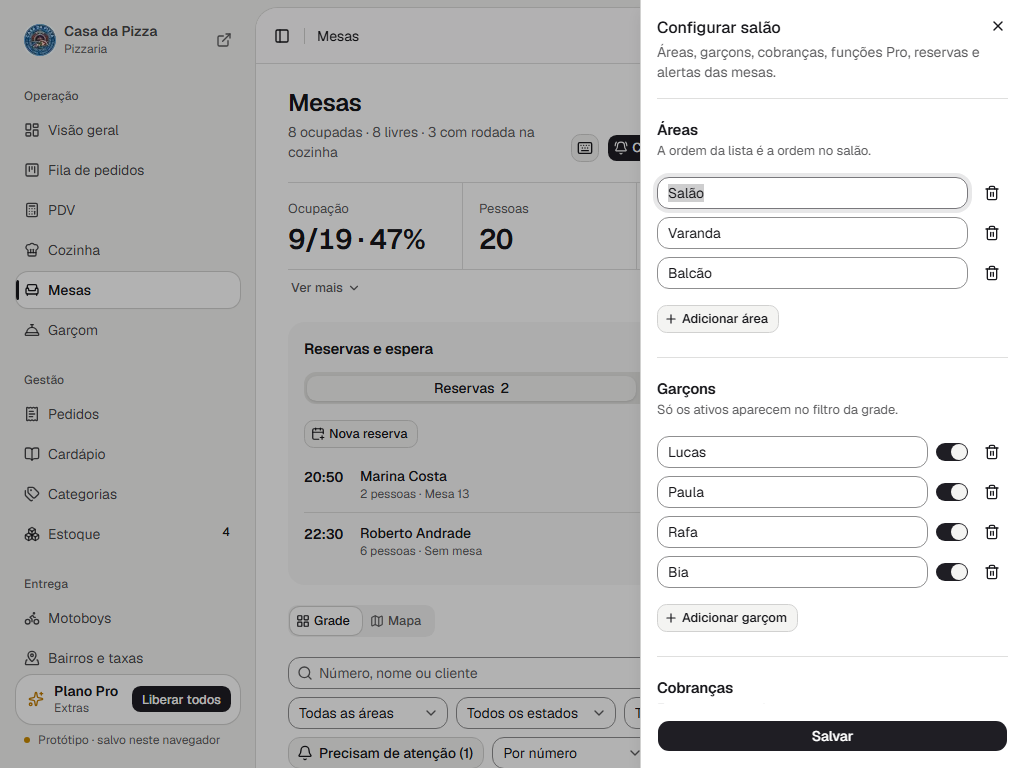 Casa da Pizza
Pizzaria
Operação
Visão geral
Fila de pedidos
PDV
Cozinha
Mesas
Garçom
Gestão
Pedidos
Cardápio
Categorias
Estoque
4
Entrega
Motoboys
Bairros e taxas
Plano Pro
Extras
Liberar todos
Protótipo · salvo neste navegador
Mesas
Mesas
8 ocupadas · 8 livres · 3 com rodada na
cozinha
Ocupação
9/19 · 47%
Pessoas
20
Ver mais
Reservas e espera
Reservas 2
Nova reserva
20:50
Marina Costa
2 pessoas · Mesa 13
22:30
Roberto Andrade
6 pessoas · Sem mesa
Grade
Mapa
Número, nome ou cliente
Todas as áreas
Todos os estados
Precisam de atenção (1)
Por número
Configurar salão
Áreas, garçons, cobranças, funções Pro, reservas e
alertas das mesas.
Áreas
A ordem da lista é a ordem no salão.
Salão
Varanda
Balcão
Adicionar área
Garçons
Só os ativos aparecem no filtro da grade.
Lucas
Paula
Rafa
Bia
Adicionar garçom
Cobranças
Salvar